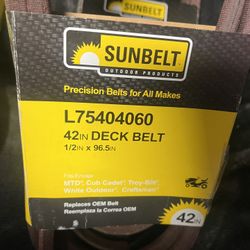 SUNBELT
OUTDOOR PRODUCTS
Precision Belts for All Makes
L75404060
42IN DECK BELT
1/2IN x 96.5IN
Fits Former
MTD® Cub Cadet® Troy-Bilt®
White Outdoor® Craftsman®
Replaces OEM Belt
Reemplaza la Correa OEM
42IN